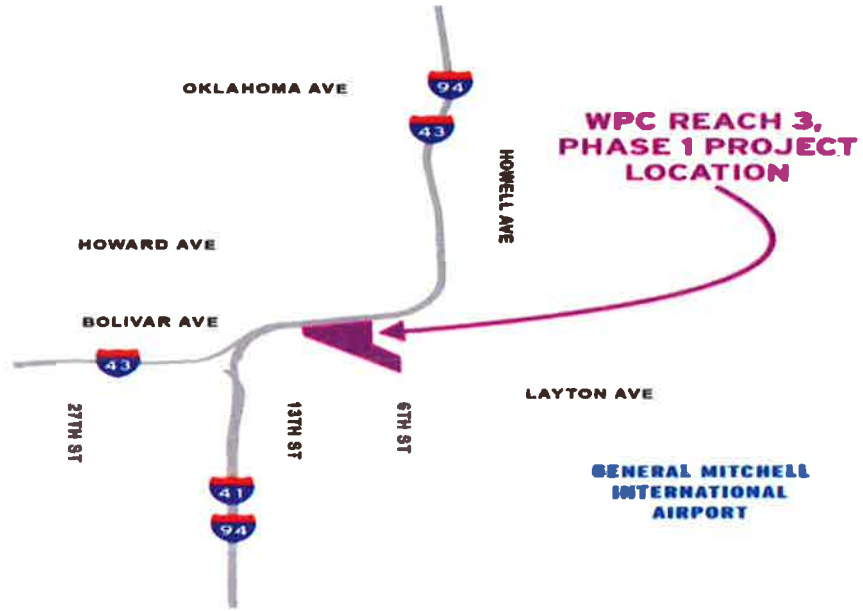 OKLAHOMA AVE
94
43
WPC REACH 3,
PHASE 1 PROJECT
LOCATION
HOWELL AVE
HOWARD AVE
BOLIVAR AVE
43
LAYTON AVE
27TH ST
13TH ST
6TH ST
41
94
GENERAL MITCHELL
INTERNATIONAL
AIRPORT